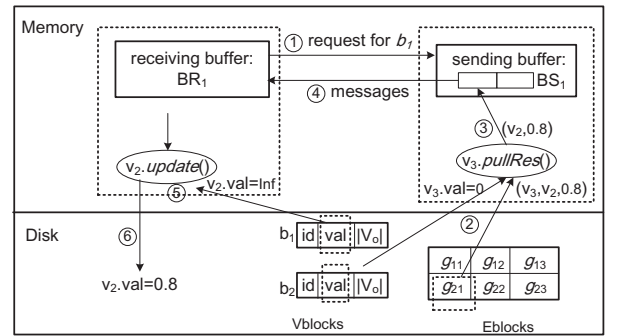 Memory
① request for b1
receiving buffer:
BR1
sending buffer:
BS1
④ messages
③ (v2,0.8)
v2.update()
v3.pullRes()
⑤
v2.val=Inf
v3.val=0
(v3,v2,0.8)
②
Disk
⑥
b1 id val |Vo|
g11 g12 g13
v2.val=0.8
b2 id val |Vo|
g21 g22 g23
Vblocks
Eblocks